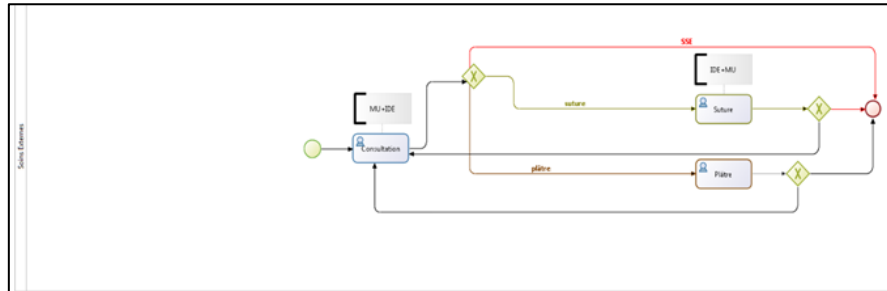 Soins Externes
SSE
IDE+MU
MU+IDE
suture
Suture
Consultation
plâtre
Plâtre